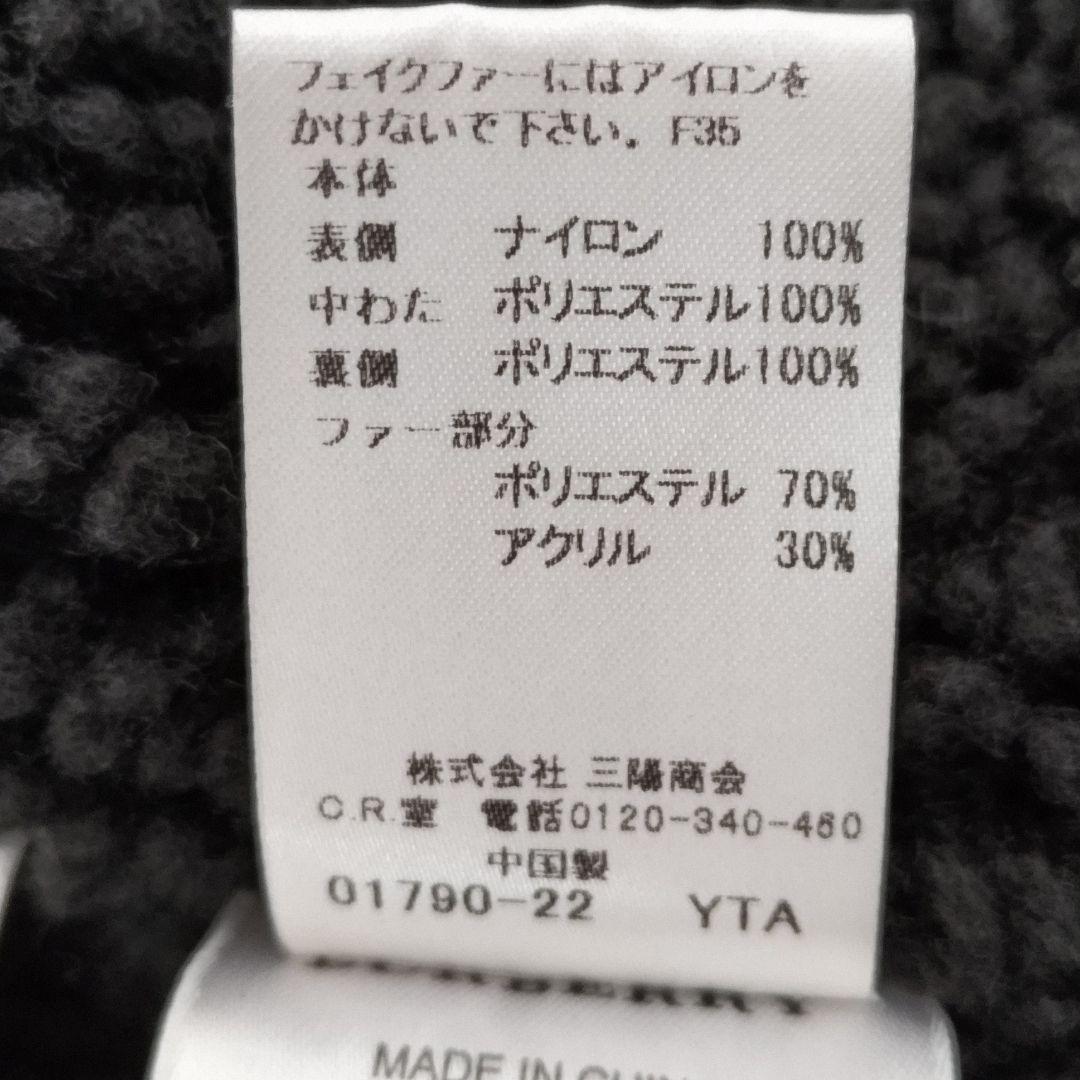 フェイクファーにはアイロンを
かけないで下さい。F35
本体
表側 ナイロン 100%
中わた ポリエステル100%
裏側 ポリエステル100%
ファー部分
ポリエステル 70%
アクリル 30%
株式会社 三陽商会
C.R.室 電話0120-340-460
中国製
01790-22 YTA
BURBERRY
MADE IN